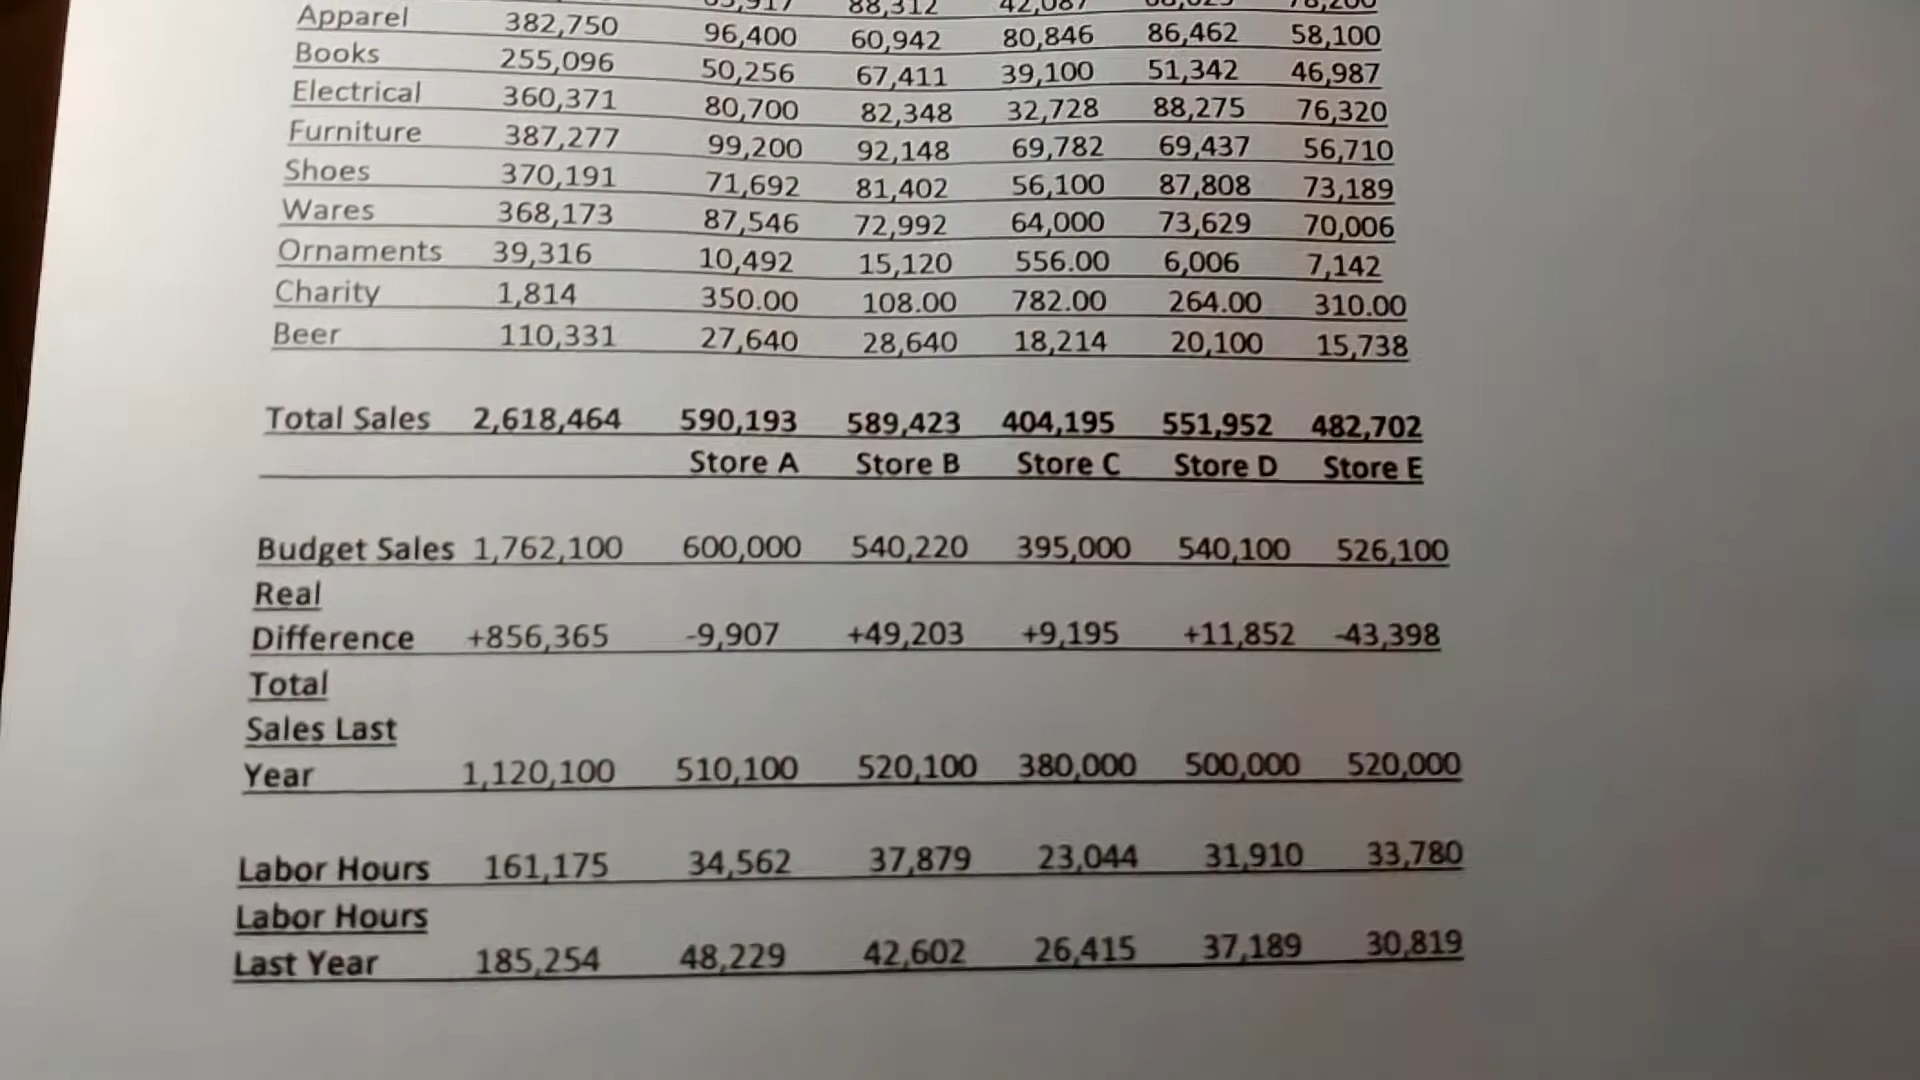 Apparel 382,750 96,400 60,942 80,846 86,462 58,100
Books 255,096 50,256 67,411 39,100 51,342 46,987
Electrical 360,371 80,700 82,348 32,728 88,275 76,320
Furniture 387,277 99,200 92,148 69,782 69,437 56,710
Shoes 370,191 71,692 81,402 56,100 87,808 73,189
Wares 368,173 87,546 72,992 64,000 73,629 70,006
Ornaments 39,316 10,492 15,120 556.00 6,006 7,142
Charity 1,814 350.00 108.00 782.00 264.00 310.00
Beer 110,331 27,640 28,640 18,214 20,100 15,738
Total Sales 2,618,464 590,193 589,423 404,195 551,952 482,702
Store A Store B Store C Store D Store E
Budget Sales 1,762,100 600,000 540,220 395,000 540,100 526,100
Real
Difference +856,365 -9,907 +49,203 +9,195 +11,852 -43,398
Total
Sales Last
Year 1,120,100 510,100 520,100 380,000 500,000 520,000
Labor Hours 161,175 34,562 37,879 23,044 31,910 33,780
Labor Hours
Last Year 185,254 48,229 42,602 26,415 37,189 30,819